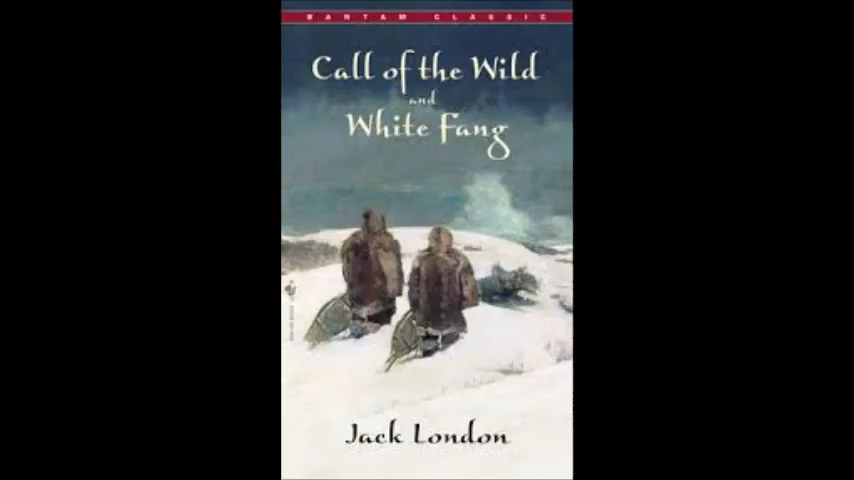 BANTAM CLASSIC
Call of the Wild
and
White Fang
Jack London